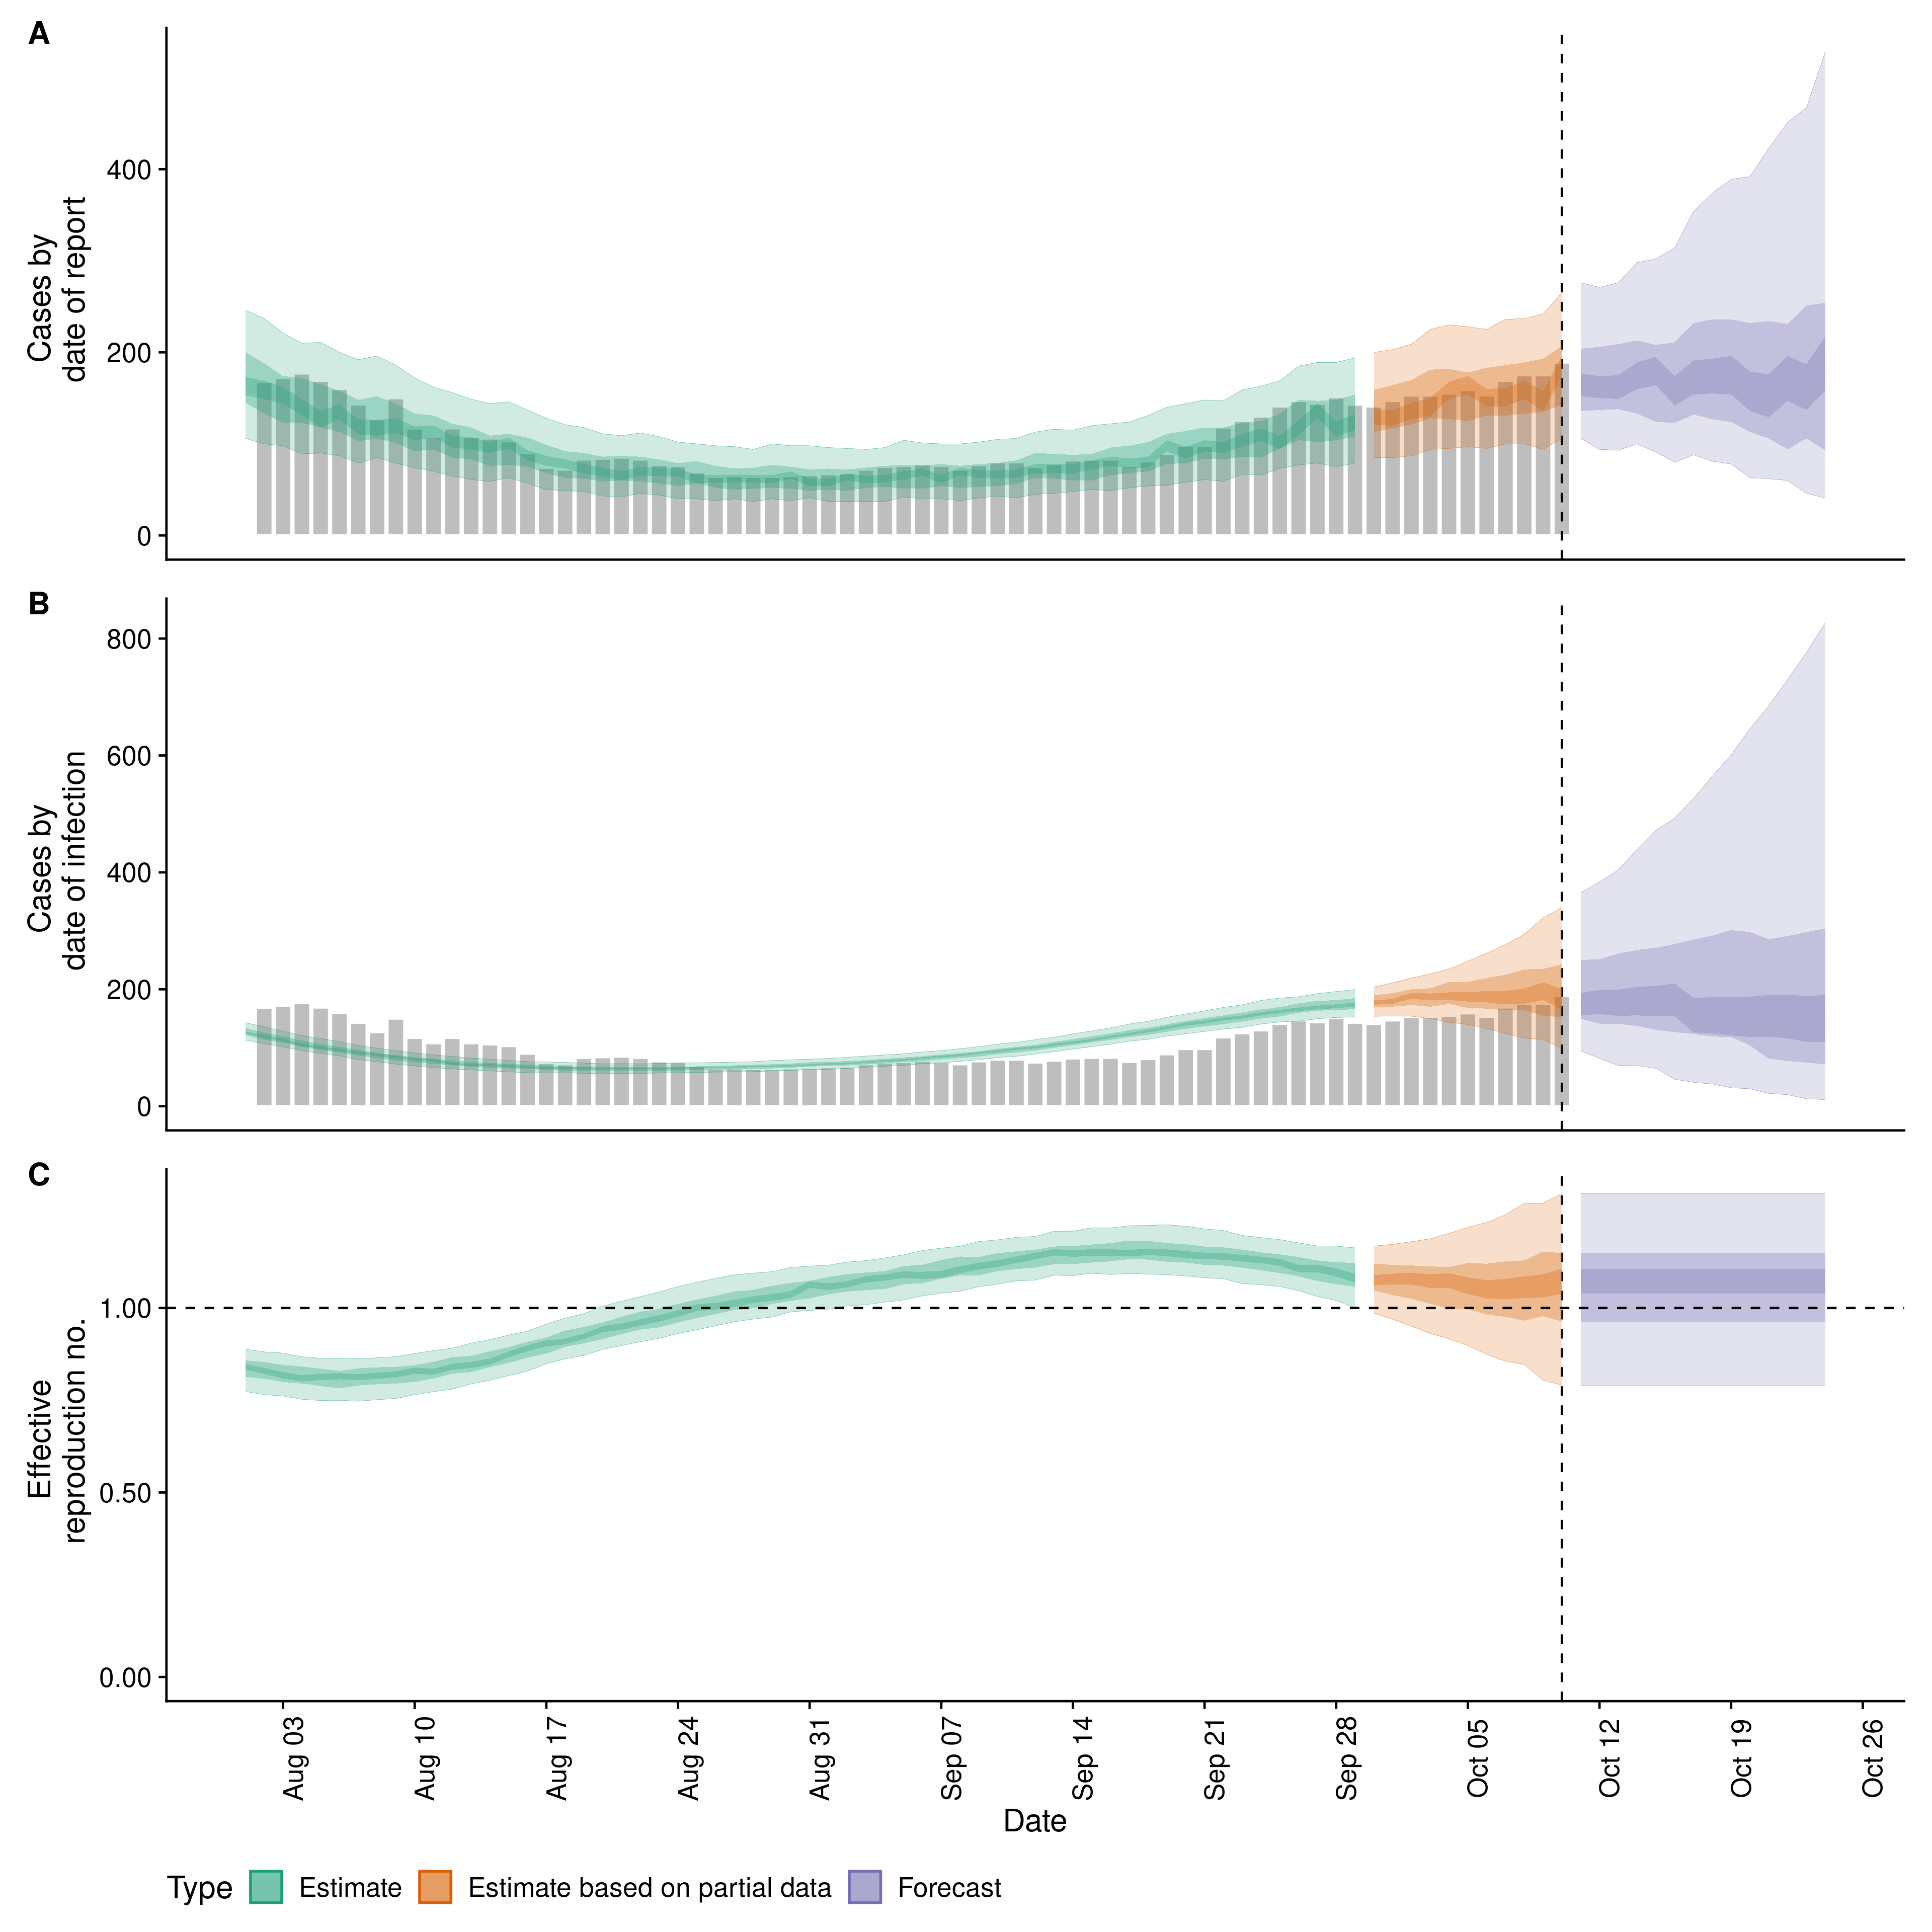 A
Cases by
date of report
400
200
0
B
Cases by
date of infection
800
600
400
200
0
C
Effective
reproduction no.
1.00
0.50
0.00
Aug 03
Aug 10
Aug 17
Aug 24
Aug 31
Sep 07
Sep 14
Sep 21
Sep 28
Oct 05
Oct 12
Oct 19
Oct 26
Date
Type Estimate Estimate based on partial data Forecast